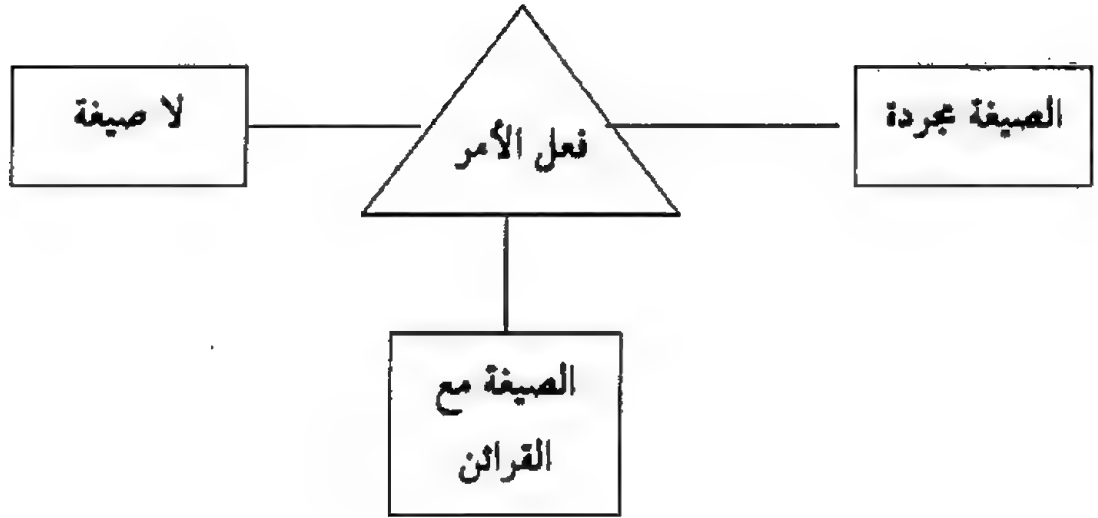 الصيغة مجردة
فعل الأمر
لا صيغة
الصيغة مع
القرائن